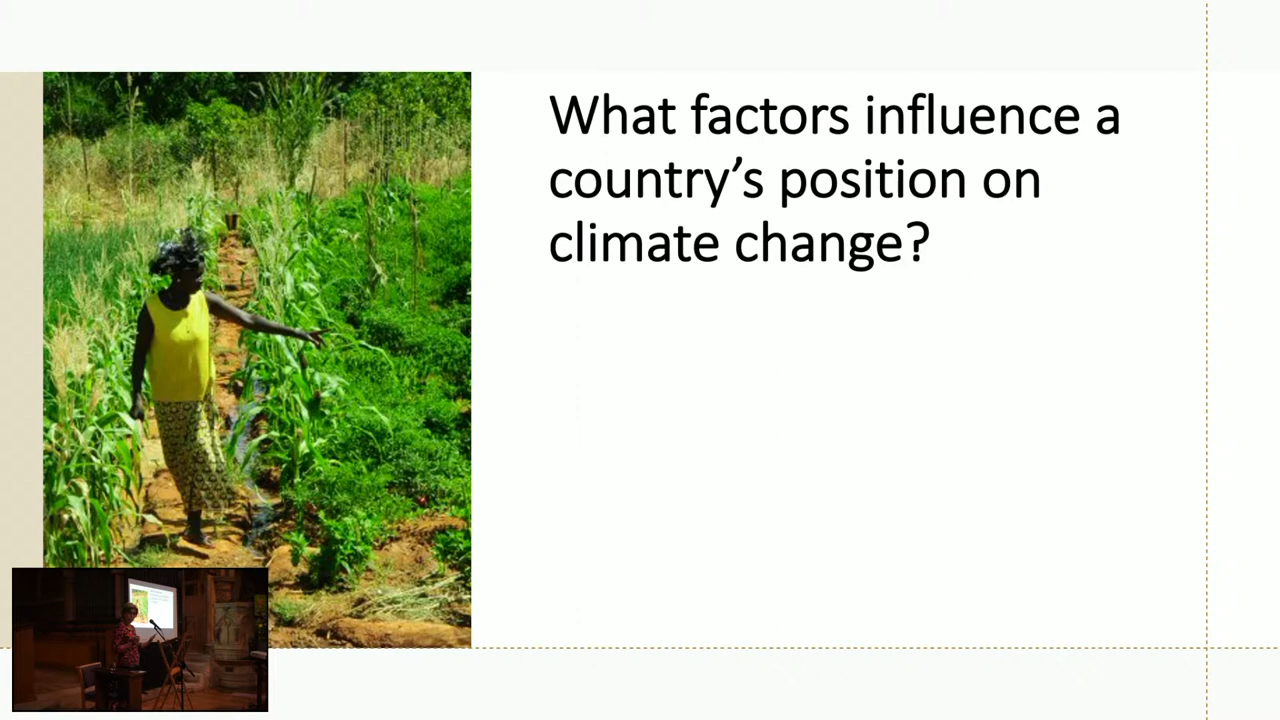 What factors influence a
country’s position on
climate change?